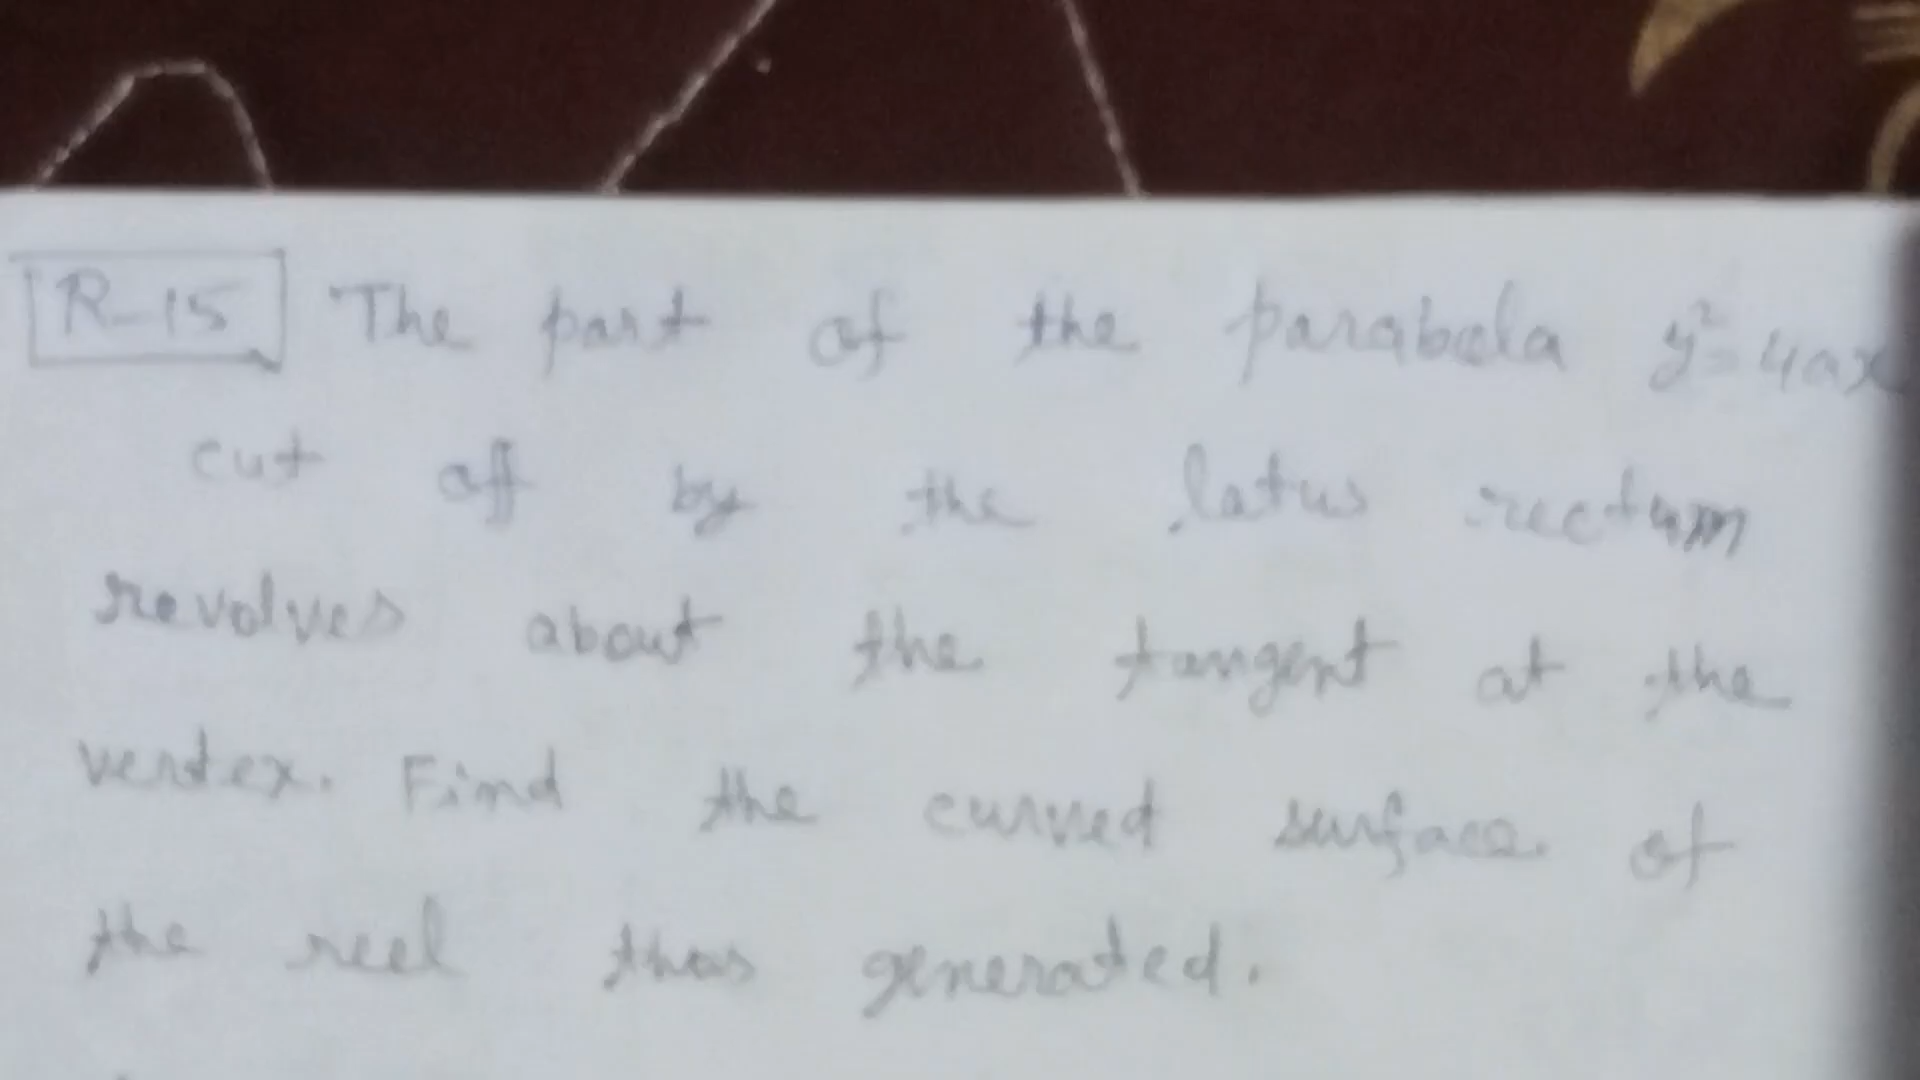 R-15 The part of the parabola y²=4ax
cut off by the latus rectum
revolves about the tangent at the
vertex. Find the curved surface of
the reel thus generated.